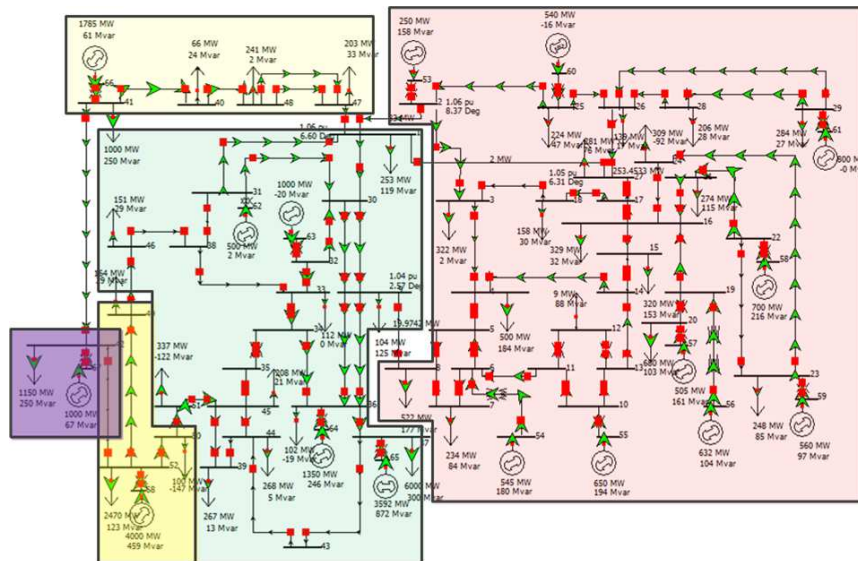 1785 MW
61 Mvar
66 MW
24 Mvar
241 MW
2 Mvar
203 MW
33 Mvar
250 MW
158 Mvar
540 MW
-16 Mvar
66
41
40
48
47
53
2
1.06 pu
8.37 Deg
60
25
26
28
29
61
1000 MW
250 Mvar
1.06 pu
6.60 Deg
224 MW
47 Mvar
309 MW
-92 Mvar
206 MW
28 Mvar
284 MW
27 Mvar
2 MW
253 MW
119 Mvar
27
1.05 pu
6.31 Deg
253.4533 MW
274 MW
115 Mvar
151 MW
-29 Mvar
31
62
1000 MW
-20 Mvar
30
3
18
17
16
500 MW
2 Mvar
63
32
46
38
322 MW
2 Mvar
158 MW
30 Mvar
329 MW
32 Mvar
15
22
58
700 MW
216 Mvar
1.04 pu
2.57 Deg
33
112 MW
0 Mvar
19.9742 MW
104 MW
125 Mvar
4
14
9 MW
88 Mvar
320 MW
153 Mvar
19
34
5
500 MW
184 Mvar
12
20
57
103 Mvar
505 MW
161 Mvar
337 MW
-122 Mvar
35
208 MW
21 Mvar
45
8
6
11
13
23
59
1150 MW
250 Mvar
1000 MW
67 Mvar
522 MW
177 Mvar
7
10
56
248 MW
85 Mvar
560 MW
97 Mvar
632 MW
104 Mvar
44
102 MW
-19 Mvar
64
1350 MW
246 Mvar
234 MW
84 Mvar
54
545 MW
180 Mvar
55
650 MW
194 Mvar
52
-147 Mvar
39
268 MW
5 Mvar
65
6000 MW
300 Mvar
3592 MW
872 Mvar
2470 MW
123 Mvar
4000 MW
459 Mvar
267 MW
13 Mvar
43